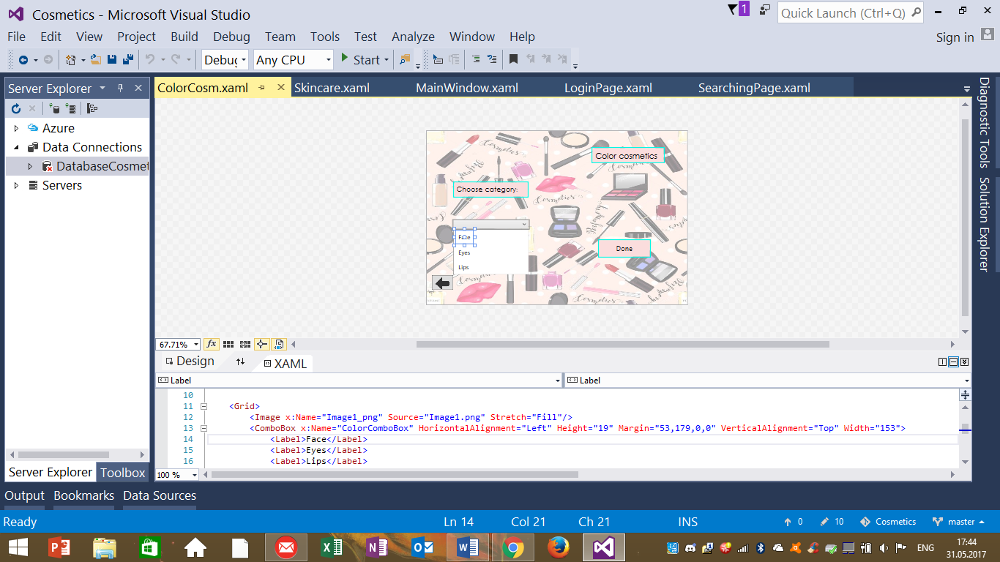 Cosmetics - Microsoft Visual Studio
1
Quick Launch (Ctrl+Q)
File Edit View Project Build Debug Team Tools Test Analyze Window Help
Sign in
Debug Any CPU Start
Server Explorer
ColorCosm.xaml Skincare.xaml MainWindow.xaml LoginPage.xaml SearchingPage.xaml
Azure
Data Connections
DatabaseCosmet
Servers
Color cosmetics
Choose category:
Face
Eyes
Lips
Done
Cosmetics
Diagnostic Tools
Solution Explorer
67.71%
fx
Design
XAML
Label
Label
10
11 <Grid>
12 <Image x:Name="Image1_png" Source="Image1.png" Stretch="Fill"/>
13 <ComboBox x:Name="ColorComboBox" HorizontalAlignment="Left" Height="19" Margin="53,179,0,0" VerticalAlignment="Top" Width="153">
14 <Label>Face</Label>
15 <Label>Eyes</Label>
16 <Label>Lips</Label>
100 %
Server Explorer Toolbox
Output Bookmarks Data Sources
Ready Ln 14 Col 21 Ch 21 INS 0 10 Cosmetics master
ENG
17:44
31.05.2017